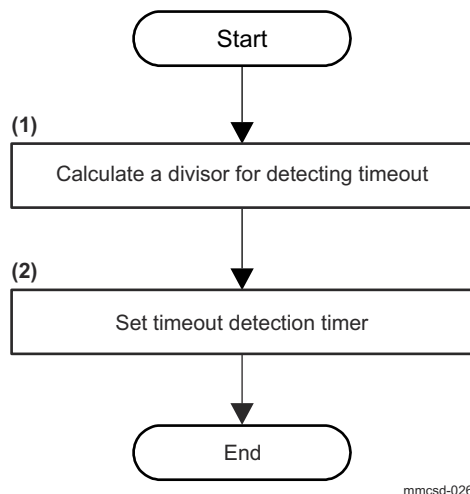 Start
(1)
Calculate a divisor for detecting timeout
(2)
Set timeout detection timer
End
mmcsd-026